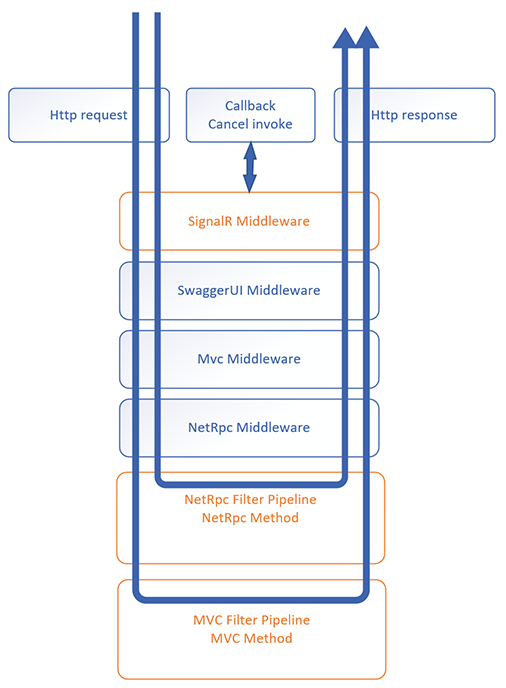 Http request
Callback
Cancel invoke
Http response
SignalR Middleware
SwaggerUI Middleware
Mvc Middleware
NetRpc Middleware
NetRpc Filter Pipeline
NetRpc Method
MVC Filter Pipeline
MVC Method